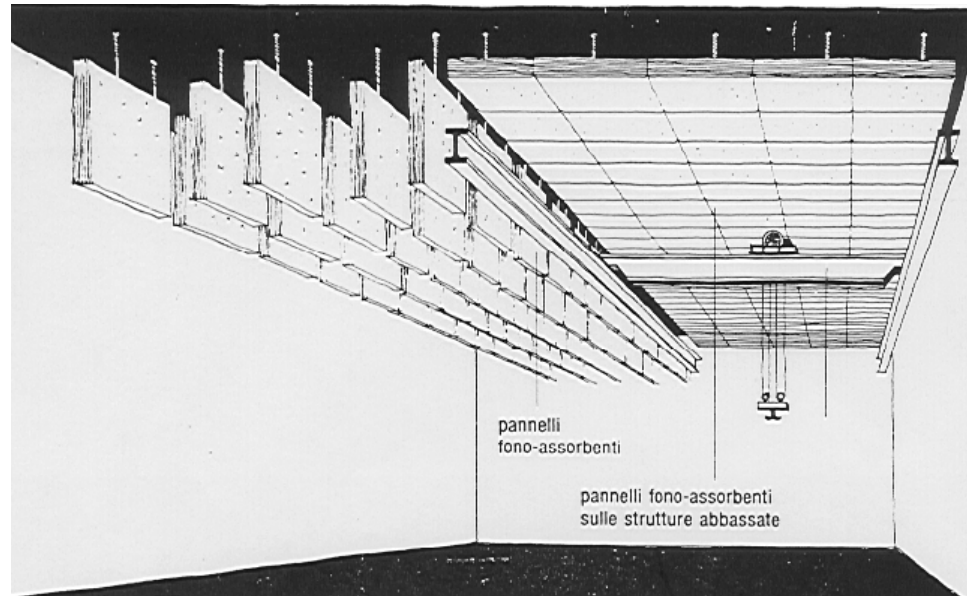 pannelli
fono-assorbenti
pannelli fono-assorbenti
sulle strutture abbassate